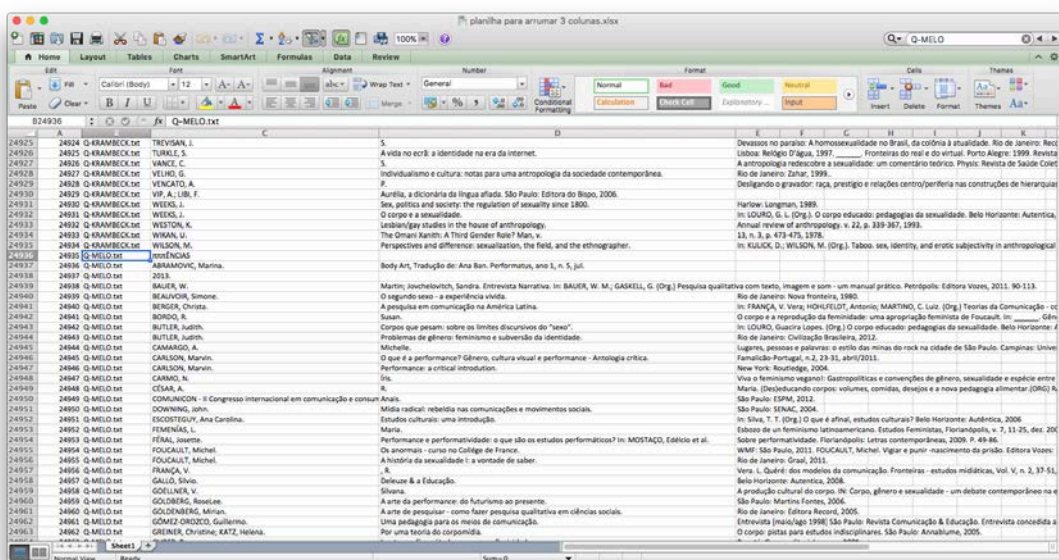 planilha para arrumar 3 colunas.xlsx
100%
Q-MELO
Home Layout Tables Charts SmartArt Formulas Data Review
Edit Font Alignment Number Format Cells Themes
Paste Fill Clear Calibri (Body) 12 abc Wrap Text Merge General Conditional Formatting Normal Bad Good Neutral Calculation Check Cell Explanatory... Input Insert Delete Format Themes Aa
B24936 fx Q-MELO.txt
A C D E F G H I J K
24925 24924 Q-KRAMBECK.txt TREVISAN, J. S. Devassos no paraíso: A homossexualidade no Brasil, da colônia à atualidade. Rio de Janeiro: Reco
24926 24925 Q-KRAMBECK.txt TURKLE, S. A vida no ecrã: a identidade na era da internet. Lisboa: Relógio D'água, 1997. ______. Fronteiras do real e do virtual. Porto Alegre: 1999. Revista
24927 24926 Q-KRAMBECK.txt VANCE, C. S. A antropologia redescobre a sexualidade: um comentário teórico. Physis: Revista de Saúde Colet
24928 24927 Q-KRAMBECK.txt VELHO, G. Individualismo e cultura: notas para uma antropologia da sociedade contemporânea. Rio de Janeiro: Zahar, 1999.
24929 24928 Q-KRAMBECK.txt VENCATO, A. P. Desligando o gravador: raça, prestígio e relações centro/periferia nas construções de hierarquias
24930 24929 Q-KRAMBECK.txt VIP, A.; LIBI, F. Aurélia, a dicionária da língua afiada. São Paulo: Editora do Bispo, 2006.
24931 24930 Q-KRAMBECK.txt WEEKS, J. Sex, politics and society: the regulation of sexuality since 1800. Harlow: Longman, 1989.
24932 24931 Q-KRAMBECK.txt WEEKS, J. O corpo e a sexualidade. In: LOURO, G. L. (Org.). O corpo educado: pedagogias da sexualidade. Belo Horizonte: Autentica,
24933 24932 Q-KRAMBECK.txt WESTON, K. Lesbian/gay studies in the house of anthropology. Annual review of anthropology. v. 22, p. 339-367, 1993.
24934 24933 Q-KRAMBECK.txt WIKAN, U. The Omani Xanith: A Third Gender Role? Man, v. 13, n. 3, p. 473-475, 1978.
24935 24934 Q-KRAMBECK.txt WILSON, M. Perspectives and difference: sexualization, the field, and the ethnographer. In: KULICK, D.; WILSON, M. (Org.). Taboo. sex, identity, and erotic subjectivity in anthropological
24936 24935 Q-MELO.txt
24937 24936 Q-MELO.txt ABRAMOVIC, Marina. Body Art, Tradução de: Ana Ban. Performatus, ano 1, n. 5, jul.
24938 24937 Q-MELO.txt 2013.
24939 24938 Q-MELO.txt BAUER, W. Martin; Jovchelovitch, Sandra. Entrevista Narrativa. In: BAUER, W. M.; GASKELL, G. (Org.) Pesquisa qualitativa com texto, imagem e som - um manual prático. Petrópolis: Editora Vozes, 2011. 90-113.
24940 24939 Q-MELO.txt BEAUVOIR, Simone. O segundo sexo - a experiência vivida. Rio de Janeiro: Nova fronteira, 1980.
24941 24940 Q-MELO.txt BERGER, Christa. A pesquisa em comunicação na América Latina. In: FRANÇA, V. Vera; HOHLFELDT, Antonio; MARTINO, C. Luiz. (Org.) Teorias da Comunicação - co
24942 24941 Q-MELO.txt BORDO, R. Susan. O corpo e a reprodução da feminidade: uma apropriação feminista de Foucault. In: ______. Gên
24943 24942 Q-MELO.txt BUTLER, Judith. Corpos que pesam: sobre os limites discursivos do "sexo". In: LOURO, Guacira Lopes. (Org.) O corpo educado: pedagogias da sexualidade. Belo Horizonte: A
24944 24943 Q-MELO.txt BUTLER, Judith. Problemas de gênero: feminismo e subversão da identidade. Rio de Janeiro: Civilização Brasileira, 2012.
24945 24944 Q-MELO.txt CAMARGO, A. Michelle. Lugares, pessoas e palavras: o estilo das minas do rock na cidade de São Paulo. Campinas: Unive
24946 24945 Q-MELO.txt CARLSON, Marvin. O que é a performance? Gênero, cultura visual e performance - Antologia crítica. Famalicão-Portugal, n.2, 23-31, abril/2011.
24947 24946 Q-MELO.txt CARLSON, Marvin. Performance: a critical introdution. New York: Routledge, 2004.
24948 24947 Q-MELO.txt CARMO, N. Íris. Viva o feminismo vegano!: Gastropolíticas e convenções de gênero, sexualidade e espécie entre
24949 24948 Q-MELO.txt CÉSAR, A. R. Maria. (Des)educando corpos: volumes, comidas, desejos e a nova pedagogia alimentar.(ORG) R
24950 24949 Q-MELO.txt COMUNICON - II Congresso Internacional em comunicação e consum Anais. São Paulo: ESPM, 2012.
24951 24950 Q-MELO.txt DOWNING, John. Mídia radical: rebeldia nas comunicações e movimentos sociais. São Paulo: SENAC, 2004.
24952 24951 Q-MELO.txt ESCOSTEGUY, Ana Carolina. Estudos culturais: uma introdução. In: Silva, T. T. (Org.) O que é afinal, estudos culturais? Belo Horizonte: Autêntica, 2006
24953 24952 Q-MELO.txt FEMENÍAS, L. Maria. Esbozo de un feminismo latinoamericano. Estudos Feministas, Florianópolis, v. 7, 11-25, dez. 200
24954 24953 Q-MELO.txt FÉRAL, Josette. Performance e performatividade: o que são os estudos performáticos? In: MOSTAÇO, Edélcio et al. Sobre performatividade. Florianópolis: Letras contemporâneas, 2009. P. 49-86.
24955 24954 Q-MELO.txt FOUCAULT, Michel. Os anormais - curso no Collège de France. WMF: São Paulo, 2011. FOUCAULT, Michel. Vigiar e punir -nascimento da prisão. Editora Vozes:
24956 24955 Q-MELO.txt FOUCAULT, Michel. A história da sexualidade I: a vontade de saber. Rio de Janeiro: Graal, 2011.
24957 24956 Q-MELO.txt FRANÇA, V. , R. Vera. L. Quéré: dos modelos da comunicação. Fronteiras - estudos midiáticos, Vol. V, n. 2, 37-51,
24958 24957 Q-MELO.txt GALLO, Sílvio. Deleuze & a Educação. Belo Horizonte: Autentica, 2008.
24959 24958 Q-MELO.txt GOELLNER, V. Silvana. A produção cultural do corpo. IN: Corpo, gênero e sexualidade - um debate contemporâneo na e
24960 24959 Q-MELO.txt GOLDBERG, RoseLee. A arte da performance: do futurismo ao presente. São Paulo: Martins Fontes, 2006.
24961 24960 Q-MELO.txt GOLDENBERG, Mirian. A arte de pesquisar - como fazer pesquisa qualitativa em ciências sociais. Rio de Janeiro: Editora Record, 2005.
24962 24961 Q-MELO.txt GÓMEZ-OROZCO, Guillermo. Uma pedagogia para os meios de comunicação. Entrevista [maio/ago 1998] São Paulo: Revista Comunicação & Educação. Entrevista concedida a
24963 24962 Q-MELO.txt GREINER, Christine; KATZ, Helena. Por uma teoria do corpomídia. O corpo: pistas para estudos indisciplinares. São Paulo: Annablume, 2005.
Sheet1
Normal View Ready Sum=0